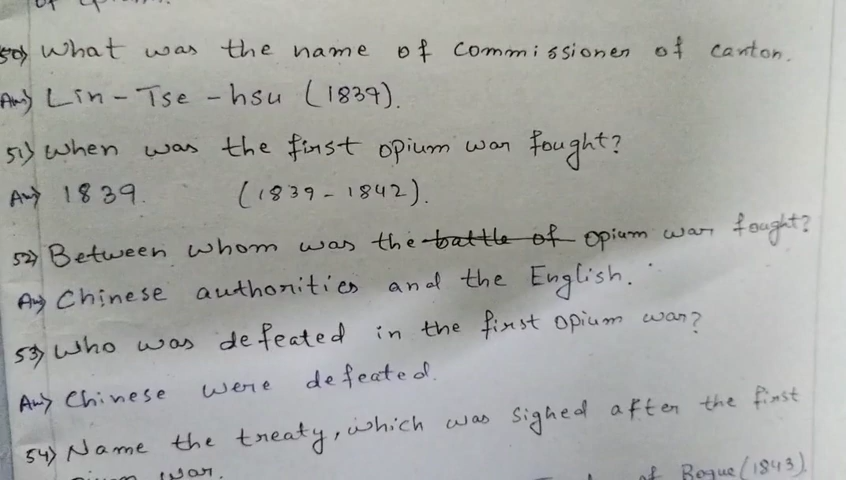 50) What was the name of commissioner of canton.
Ans) Lin-Tse-hsu (1839).
51) When was the first opium war fought?
Ans) 1839. (1839-1842).
52) Between whom was the battle of opium war fought?
Ans) Chinese authorities and the English.
53) Who was defeated in the first opium war?
Ans) Chinese were defeated.
54) Name the treaty, which was signed after the first
war. of Bogue (1843)